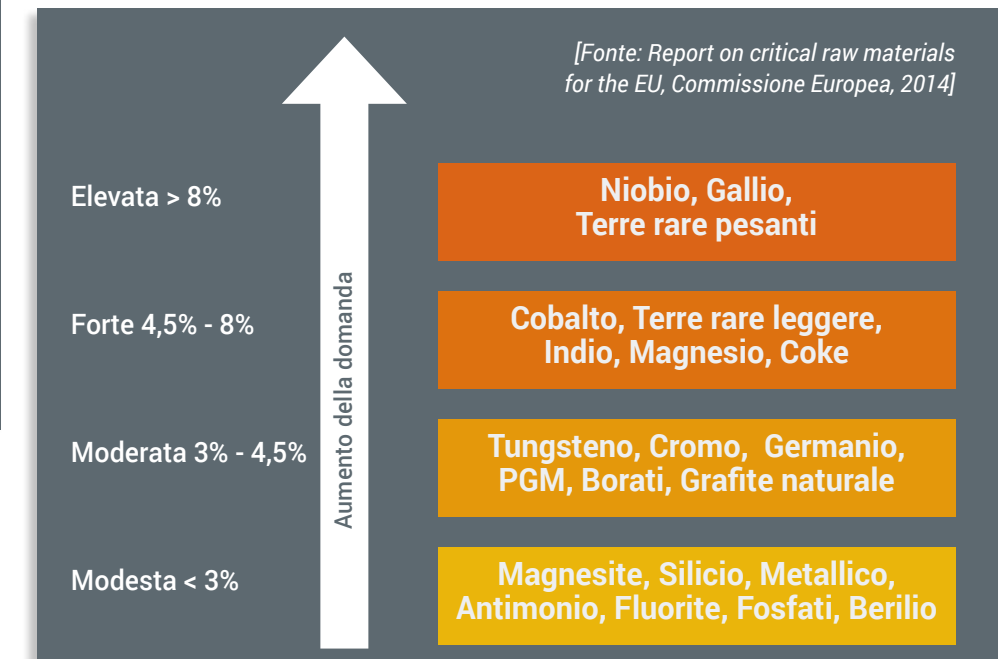 [Fonte: Report on critical raw materials
for the EU, Commissione Europea, 2014]
Elevata > 8%
Niobio, Gallio,
Terre rare pesanti
Forte 4,5% - 8%
Cobalto, Terre rare leggere,
Indio, Magnesio, Coke
Moderata 3% - 4,5%
Tungsteno, Cromo, Germanio,
PGM, Borati, Grafite naturale
Modesta < 3%
Magnesite, Silicio, Metallico,
Antimonio, Fluorite, Fosfati, Berilio
Aumento della domanda